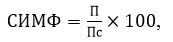 СИМФ = П/Пс × 100,